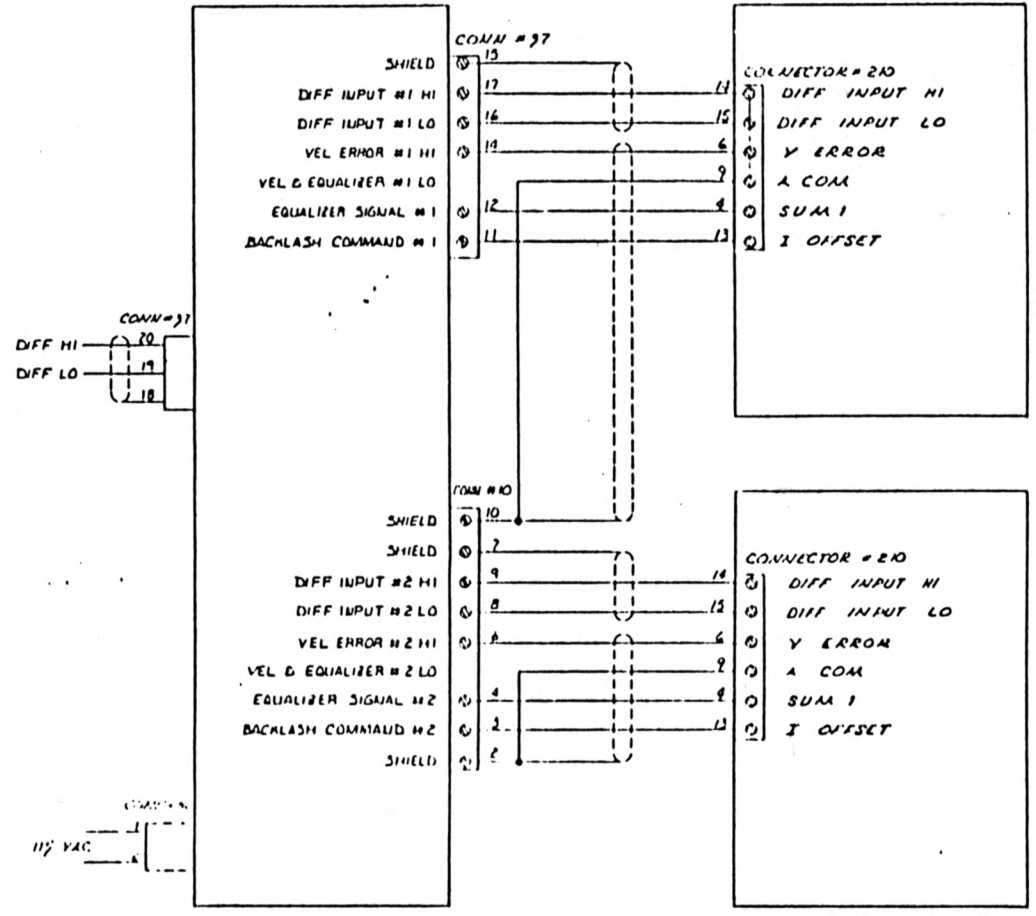 CONN #97
SHIELD 15
DIFF INPUT #1 HI 17
DIFF INPUT #1 LO 16
VEL ERROR #1 HI 14
VEL & EQUALIZER #1 LO
EQUALIZER SIGNAL #1 12
BACKLASH COMMAND #1 11
CONNECTOR #210
14 DIFF INPUT HI
15 DIFF INPUT LO
6 Y ERROR
9 A COM
4 SUM 1
13 I OFFSET
CONN #97
DIFF HI 20
DIFF LO 19
18
CONN #10
SHIELD 10
SHIELD 7
DIFF INPUT #2 HI 9
DIFF INPUT #2 LO 8
VEL ERROR #2 HI 6
VEL & EQUALIZER #2 LO
EQUALIZER SIGNAL #2 4
BACKLASH COMMAND #2 3
SHIELD 2
CONNECTOR #210
14 DIFF INPUT HI
15 DIFF INPUT LO
6 Y ERROR
9 A COM
4 SUM 1
13 I OFFSET
VAC